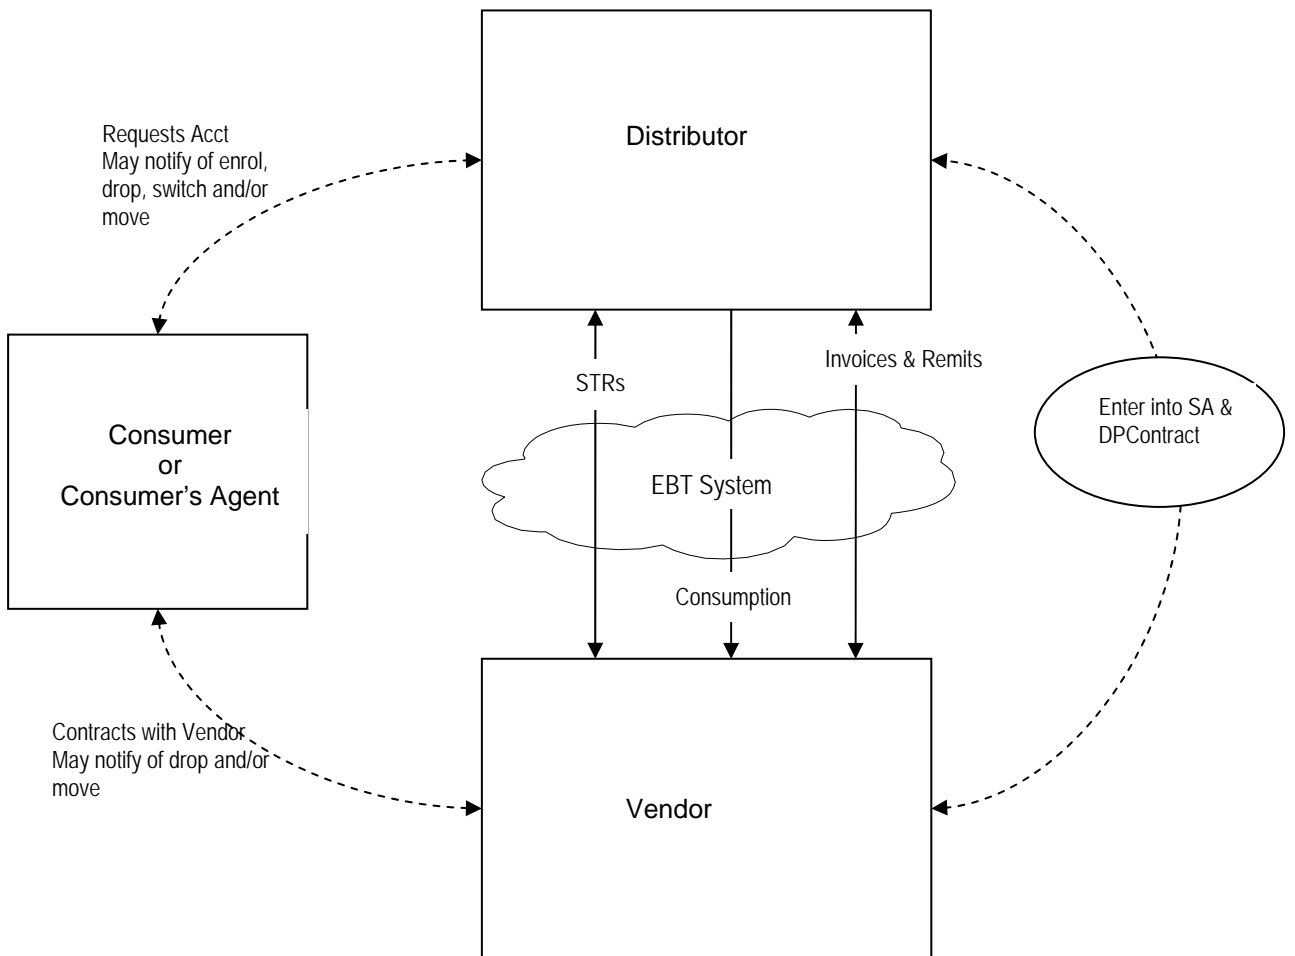 Distributor
Requests Acct
May notify of enrol,
drop, switch and/or
move
Invoices & Remits
STRs
Enter into SA &
DPContract
Consumer
or
Consumer's Agent
EBT System
Consumption
Contracts with Vendor
May notify of drop and/or
move
Vendor